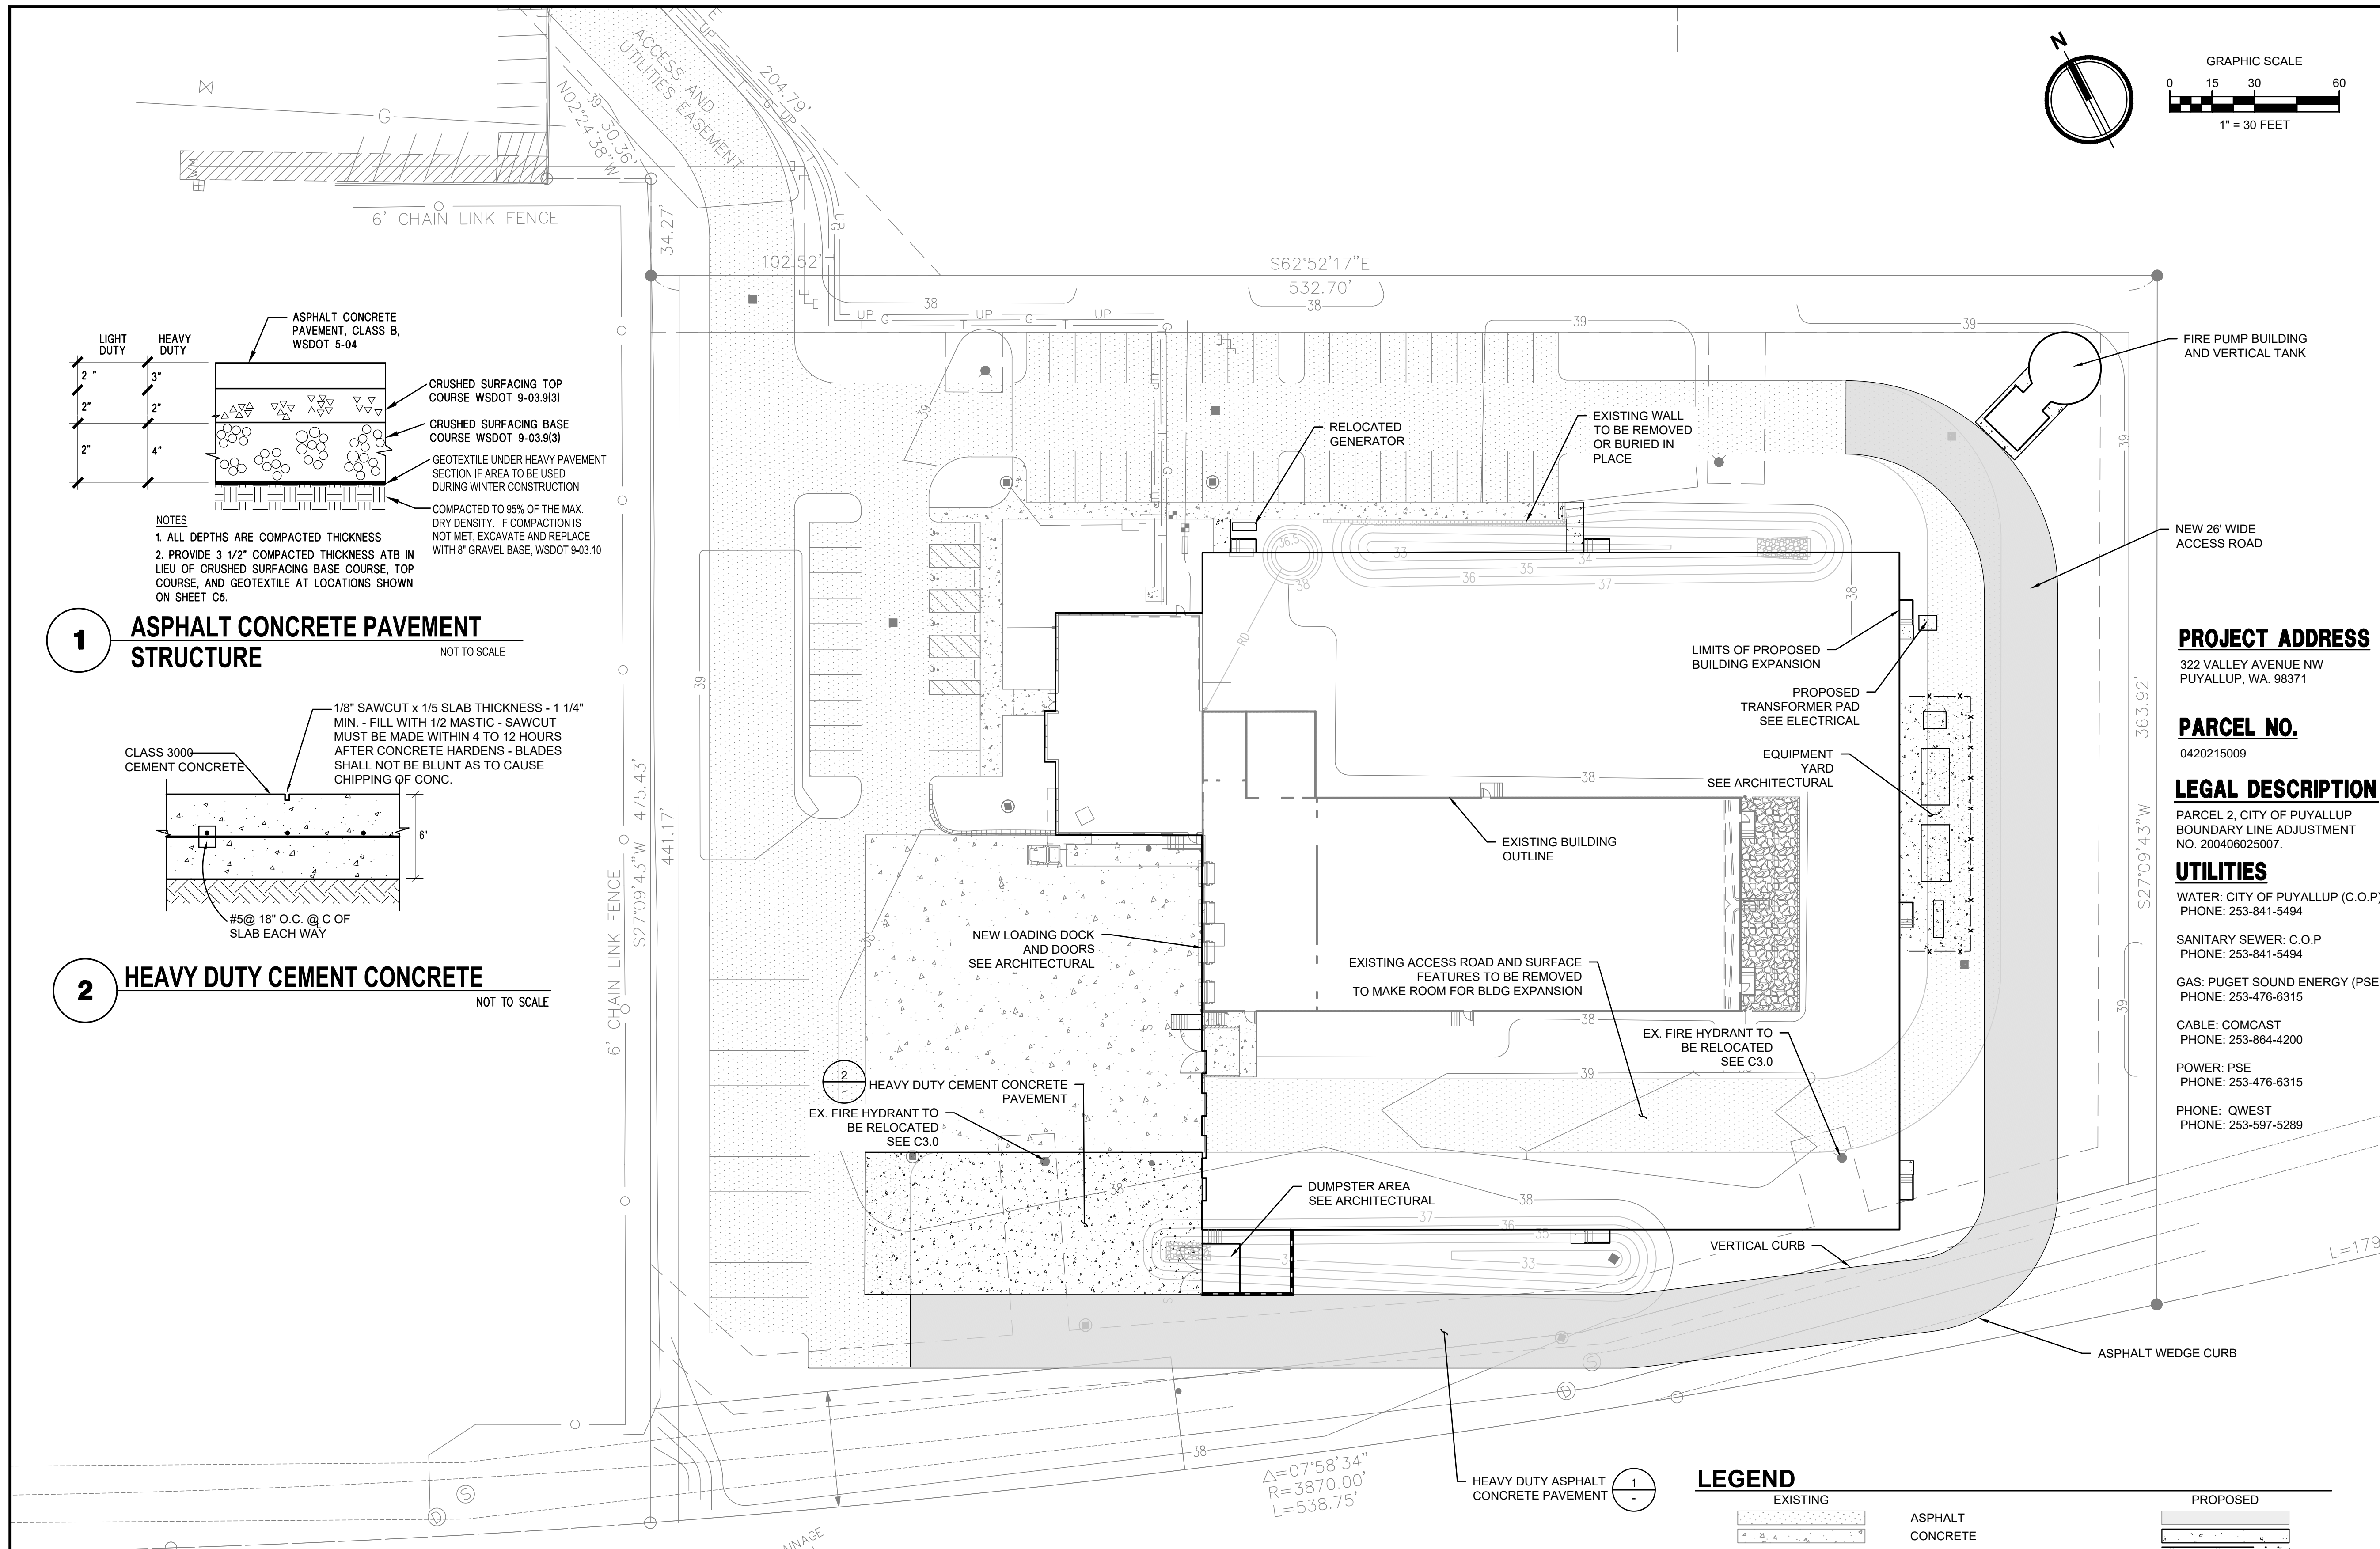 N
GRAPHIC SCALE
0 15 30 60
1" = 30 FEET
ACCESS AND
UTILITIES EASEMENT
204.79'
39
30.36'
N02°24'38"W
34.27'
102.52'
S62°52'17"E
532.70'
6' CHAIN LINK FENCE
G
WM
LIGHT
DUTY
HEAVY
DUTY
2 "
3"
2"
2"
2"
4"
ASPHALT CONCRETE
PAVEMENT, CLASS B,
WSDOT 5-04
CRUSHED SURFACING TOP
COURSE WSDOT 9-03.9(3)
CRUSHED SURFACING BASE
COURSE WSDOT 9-03.9(3)
GEOTEXTILE UNDER HEAVY PAVEMENT
SECTION IF AREA TO BE USED
DURING WINTER CONSTRUCTION
COMPACTED TO 95% OF THE MAX.
DRY DENSITY. IF COMPACTION IS
NOT MET, EXCAVATE AND REPLACE
WITH 8" GRAVEL BASE, WSDOT 9-03.10
NOTES
1. ALL DEPTHS ARE COMPACTED THICKNESS
2. PROVIDE 3 1/2" COMPACTED THICKNESS ATB IN
LIEU OF CRUSHED SURFACING BASE COURSE, TOP
COURSE, AND GEOTEXTILE AT LOCATIONS SHOWN
ON SHEET C5.
1
ASPHALT CONCRETE PAVEMENT
STRUCTURE
NOT TO SCALE
1/8" SAWCUT x 1/5 SLAB THICKNESS - 1 1/4"
MIN. - FILL WITH 1/2 MASTIC - SAWCUT
MUST BE MADE WITHIN 4 TO 12 HOURS
AFTER CONCRETE HARDENS - BLADES
SHALL NOT BE BLUNT AS TO CAUSE
CHIPPING OF CONC.
CLASS 3000
CEMENT CONCRETE
6"
#5@ 18" O.C. @ C OF
SLAB EACH WAY
2
HEAVY DUTY CEMENT CONCRETE
NOT TO SCALE
6' CHAIN LINK FENCE
S27°09'43"W 475.43'
441.17'
RELOCATED
GENERATOR
EXISTING WALL
TO BE REMOVED
OR BURIED IN
PLACE
FIRE PUMP BUILDING
AND VERTICAL TANK
NEW 26' WIDE
ACCESS ROAD
36.5
38
33
34
35
36
37
38
39
RD
LIMITS OF PROPOSED
BUILDING EXPANSION
PROPOSED
TRANSFORMER PAD
SEE ELECTRICAL
EQUIPMENT
YARD
SEE ARCHITECTURAL
EXISTING BUILDING
OUTLINE
NEW LOADING DOCK
AND DOORS
SEE ARCHITECTURAL
EXISTING ACCESS ROAD AND SURFACE
FEATURES TO BE REMOVED
TO MAKE ROOM FOR BLDG EXPANSION
EX. FIRE HYDRANT TO
BE RELOCATED
SEE C3.0
2
-
HEAVY DUTY CEMENT CONCRETE
PAVEMENT
EX. FIRE HYDRANT TO
BE RELOCATED
SEE C3.0
DUMPSTER AREA
SEE ARCHITECTURAL
VERTICAL CURB
ASPHALT WEDGE CURB
S27°09'43"W 363.92'
PROJECT ADDRESS
322 VALLEY AVENUE NW
PUYALLUP, WA. 98371
PARCEL NO.
0420215009
LEGAL DESCRIPTION
PARCEL 2, CITY OF PUYALLUP
BOUNDARY LINE ADJUSTMENT
NO. 200406025007.
UTILITIES
WATER: CITY OF PUYALLUP (C.O.P)
PHONE: 253-841-5494
SANITARY SEWER: C.O.P
PHONE: 253-841-5494
GAS: PUGET SOUND ENERGY (PSE
PHONE: 253-476-6315
CABLE: COMCAST
PHONE: 253-864-4200
POWER: PSE
PHONE: 253-476-6315
PHONE: QWEST
PHONE: 253-597-5289
L=179
Δ=07°58'34"
R=3870.00'
L=538.75'
HEAVY DUTY ASPHALT
CONCRETE PAVEMENT
1
-
LEGEND
EXISTING
PROPOSED
ASPHALT
CONCRETE